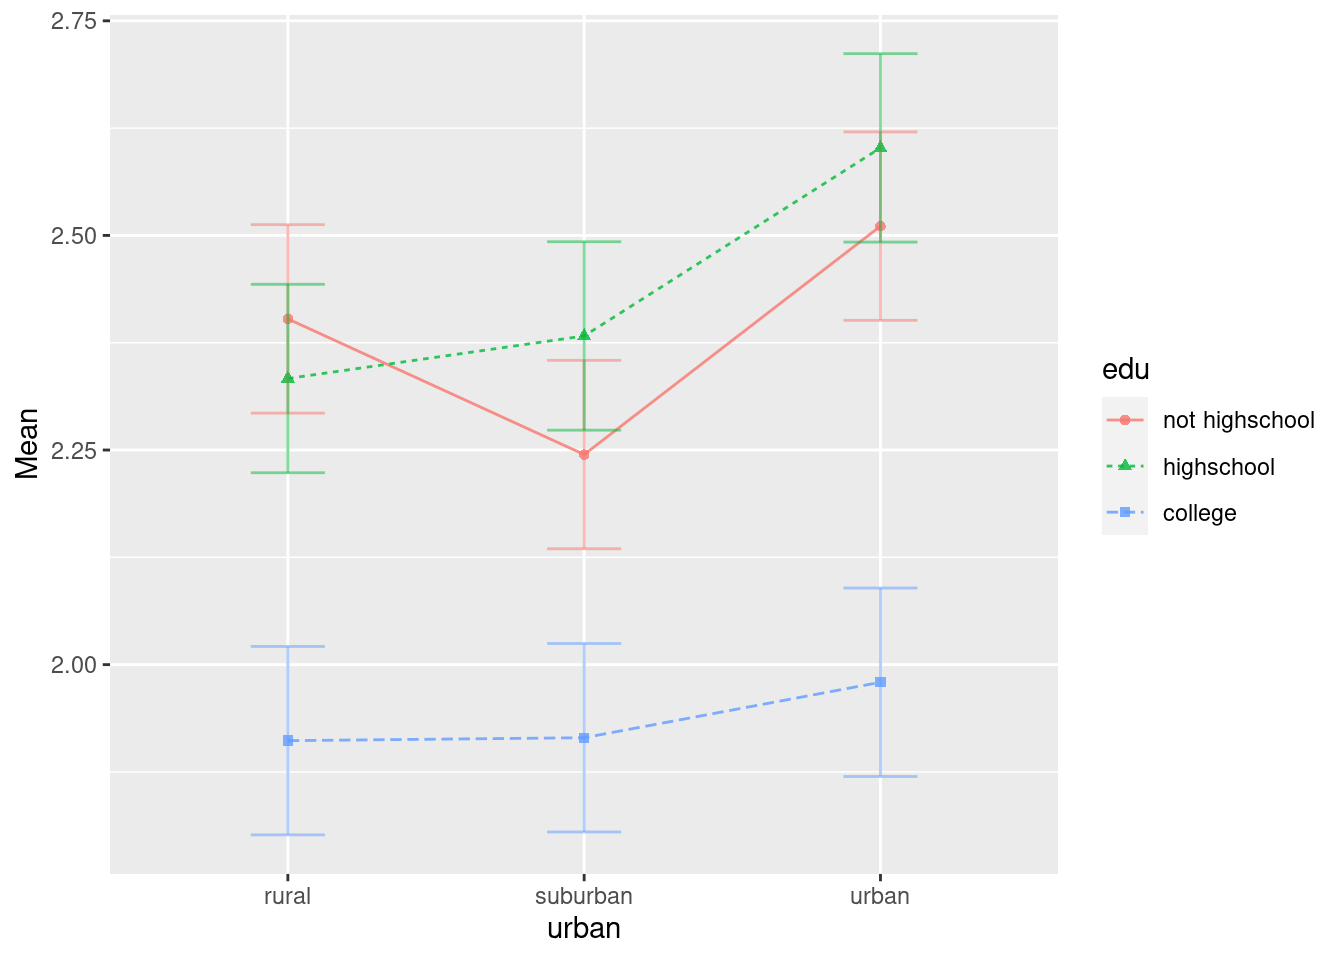 2.75
2.50
2.25
2.00
Mean
rural
suburban
urban
urban
edu
not highschool
highschool
college